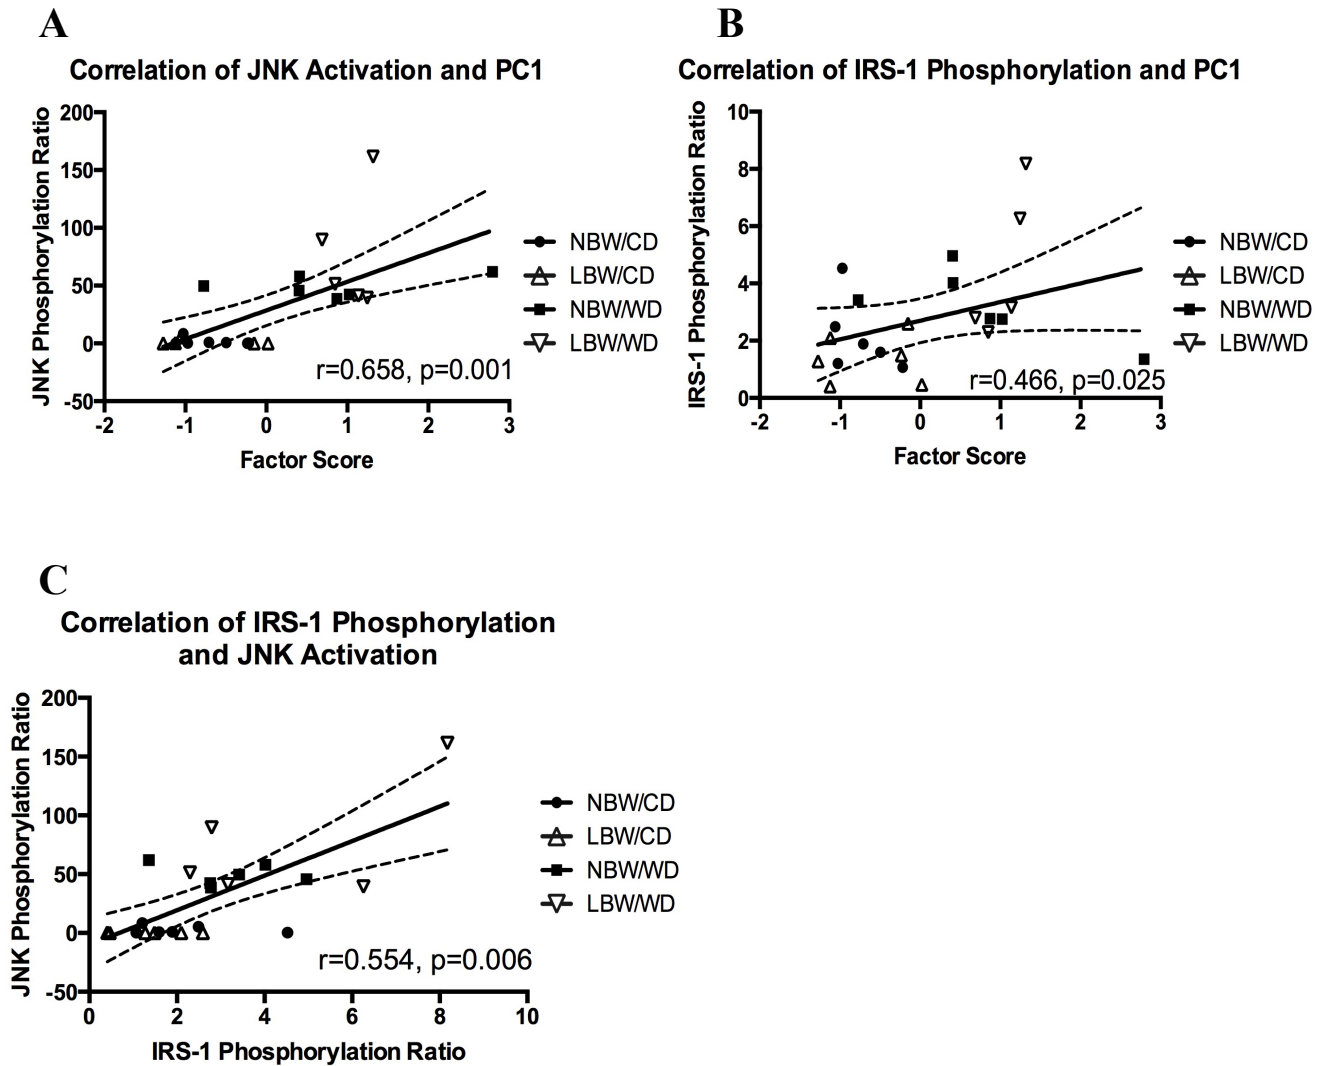 A
Correlation of JNK Activation and PC1
JNK Phosphorylation Ratio
200
150
100
50
0
-50
-2
-1
0
1
2
3
Factor Score
r=0.658, p=0.001
NBW/CD
LBW/CD
NBW/WD
LBW/WD
B
Correlation of IRS-1 Phosphorylation and PC1
IRS-1 Phosphorylation Ratio
10
8
6
4
2
0
-2
-1
0
1
2
3
Factor Score
r=0.466, p=0.025
NBW/CD
LBW/CD
NBW/WD
LBW/WD
C
Correlation of IRS-1 Phosphorylation
and JNK Activation
JNK Phosphorylation Ratio
200
150
100
50
0
-50
0
2
4
6
8
10
IRS-1 Phosphorylation Ratio
r=0.554, p=0.006
NBW/CD
LBW/CD
NBW/WD
LBW/WD